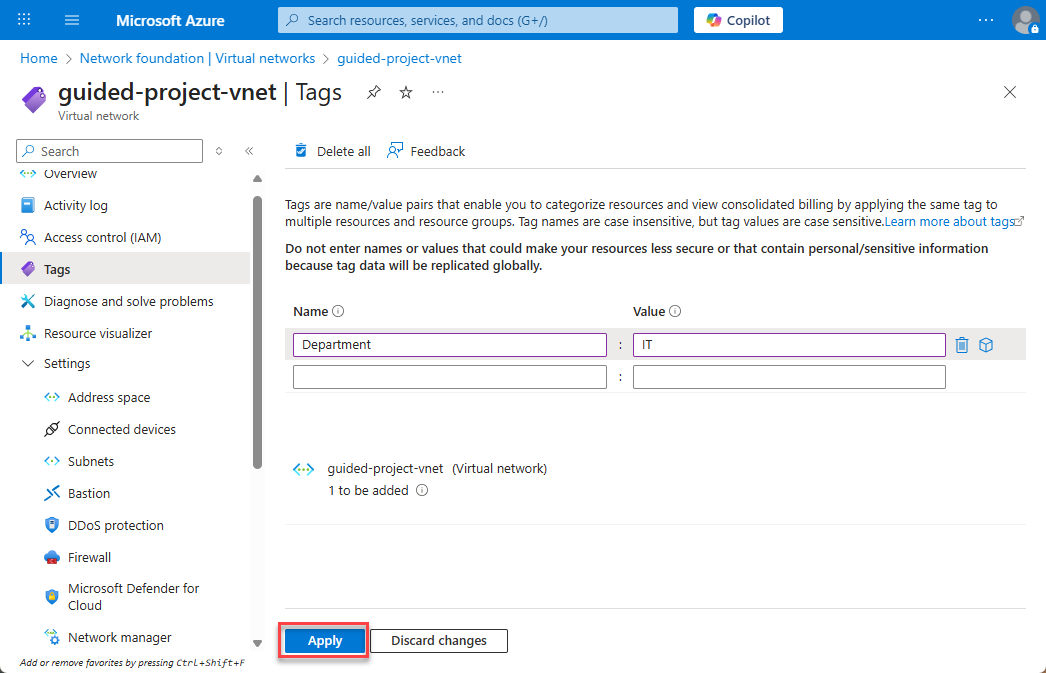 Microsoft Azure
Search resources, services, and docs (G+/)
Copilot
Home > Network foundation | Virtual networks > guided-project-vnet
guided-project-vnet | Tags
Virtual network
Search
Overview
Activity log
Access control (IAM)
Tags
Diagnose and solve problems
Resource visualizer
Settings
Address space
Connected devices
Subnets
Bastion
DDoS protection
Firewall
Microsoft Defender for
Cloud
Network manager
Add or remove favorites by pressing Ctrl+Shift+F
Delete all
Feedback
Tags are name/value pairs that enable you to categorize resources and view consolidated billing by applying the same tag to
multiple resources and resource groups. Tag names are case insensitive, but tag values are case sensitive.Learn more about tags
Do not enter names or values that could make your resources less secure or that contain personal/sensitive information
because tag data will be replicated globally.
Name Value
Department : IT
:
guided-project-vnet (Virtual network)
1 to be added
Apply
Discard changes